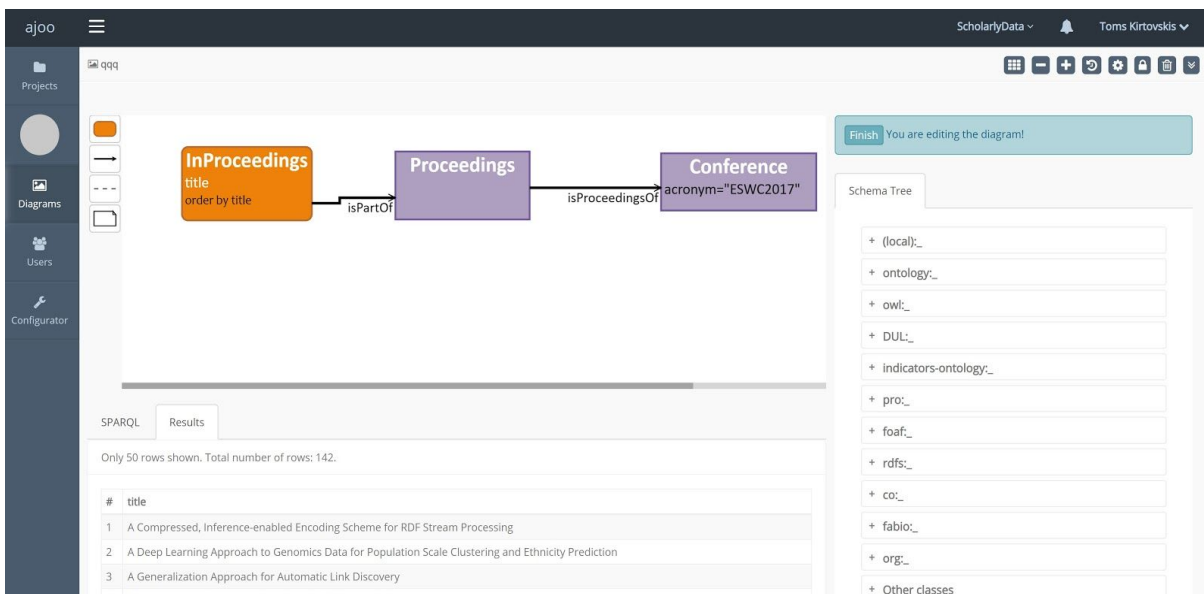 ajoo
ScholarlyData
Toms Kirtovskis
Projects
Diagrams
Users
Configurator
qqq
InProceedings
title
order by title
isPartOf
Proceedings
isProceedingsOf
Conference
acronym="ESWC2017"
Finish You are editing the diagram!
Schema Tree
+ (local):_
+ ontology:_
+ owl:_
+ DUL:_
+ indicators-ontology:_
+ pro:_
+ foaf:_
+ rdfs:_
+ co:_
+ fabio:_
+ org:_
+ Other classes
SPARQL Results
Only 50 rows shown. Total number of rows: 142.
# title
1 A Compressed, Inference-enabled Encoding Scheme for RDF Stream Processing
2 A Deep Learning Approach to Genomics Data for Population Scale Clustering and Ethnicity Prediction
3 A Generalization Approach for Automatic Link Discovery